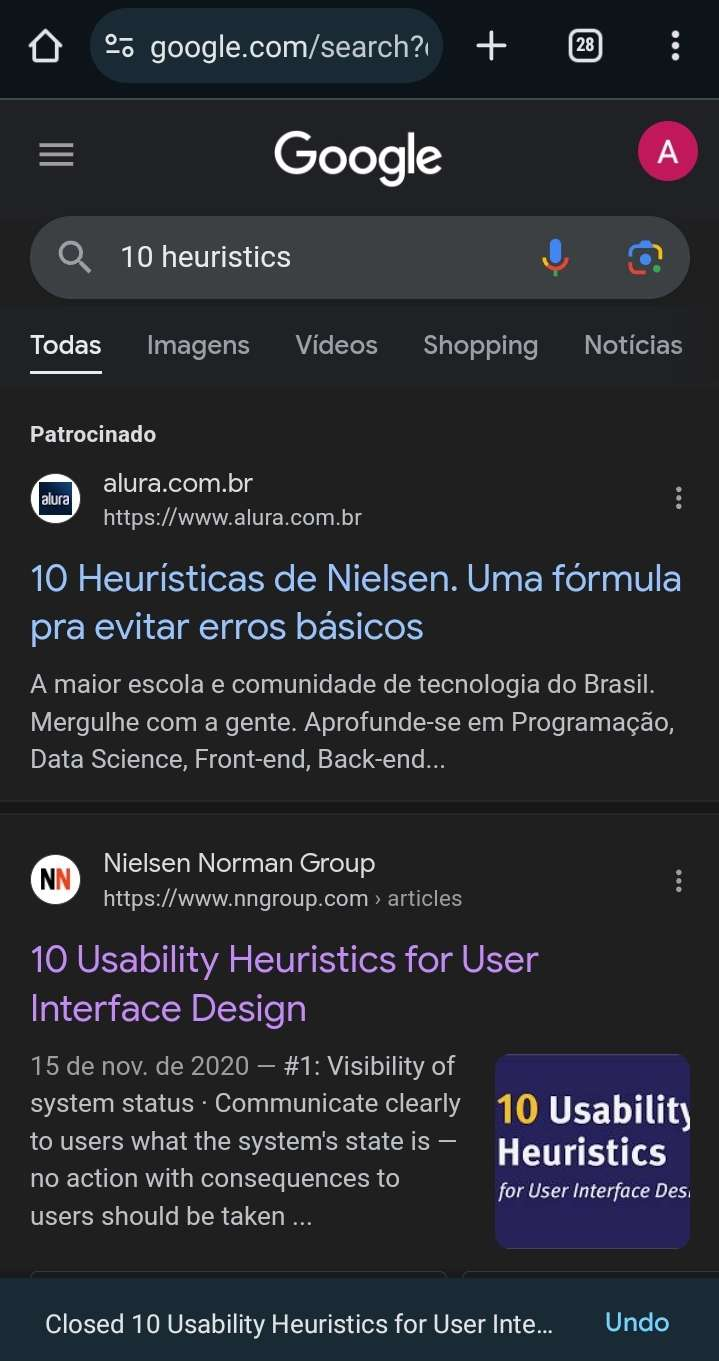 google.com/search?
28
Google
A
10 heuristics
Todas Imagens Vídeos Shopping Notícias
Patrocinado
alura
alura.com.br
https://www.alura.com.br
10 Heurísticas de Nielsen. Uma fórmula
pra evitar erros básicos
A maior escola e comunidade de tecnologia do Brasil.
Mergulhe com a gente. Aprofunde-se em Programação,
Data Science, Front-end, Back-end...
NN
Nielsen Norman Group
https://www.nngroup.com › articles
10 Usability Heuristics for User
Interface Design
15 de nov. de 2020 — #1: Visibility of
system status · Communicate clearly
to users what the system's state is —
no action with consequences to
users should be taken ...
10 Usability
Heuristics
for User Interface Desi
Closed 10 Usability Heuristics for User Inte... Undo